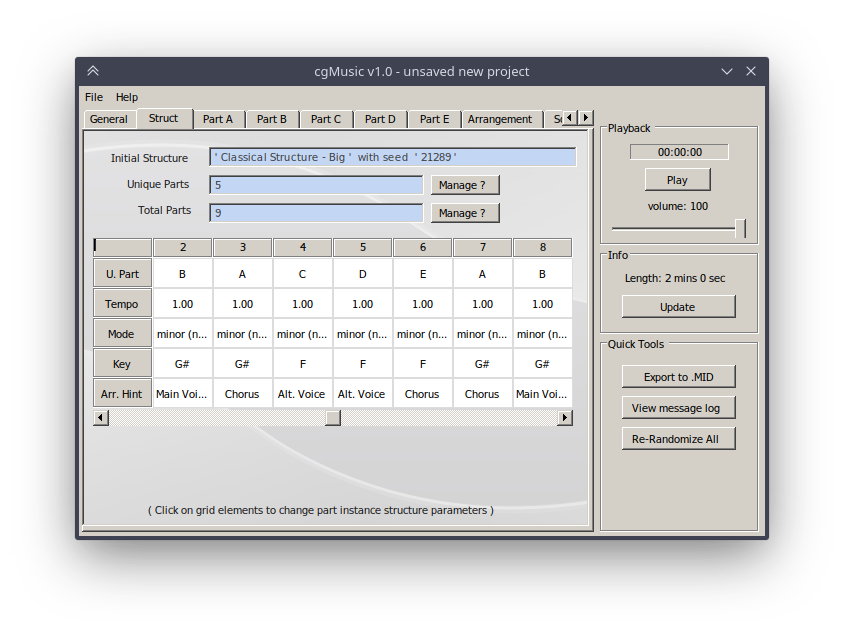 cgMusic v1.0 - unsaved new project
File Help
General Struct Part A Part B Part C Part D Part E Arrangement
Initial Structure ' Classical Structure - Big ' with seed ' 21289 '
Unique Parts 5 Manage ?
Total Parts 9 Manage ?
2 3 4 5 6 7 8
U. Part B A C D E A B
Tempo 1.00 1.00 1.00 1.00 1.00 1.00 1.00
Mode minor (n... minor (n... minor (n... minor (n... minor (n... minor (n... minor (n...
Key G# G# F F F G# G#
Arr. Hint Main Voi... Chorus Alt. Voice Alt. Voice Chorus Chorus Main Voi...
( Click on grid elements to change part instance structure parameters )
Playback
00:00:00
Play
volume: 100
Info
Length: 2 mins 0 sec
Update
Quick Tools
Export to .MID
View message log
Re-Randomize All